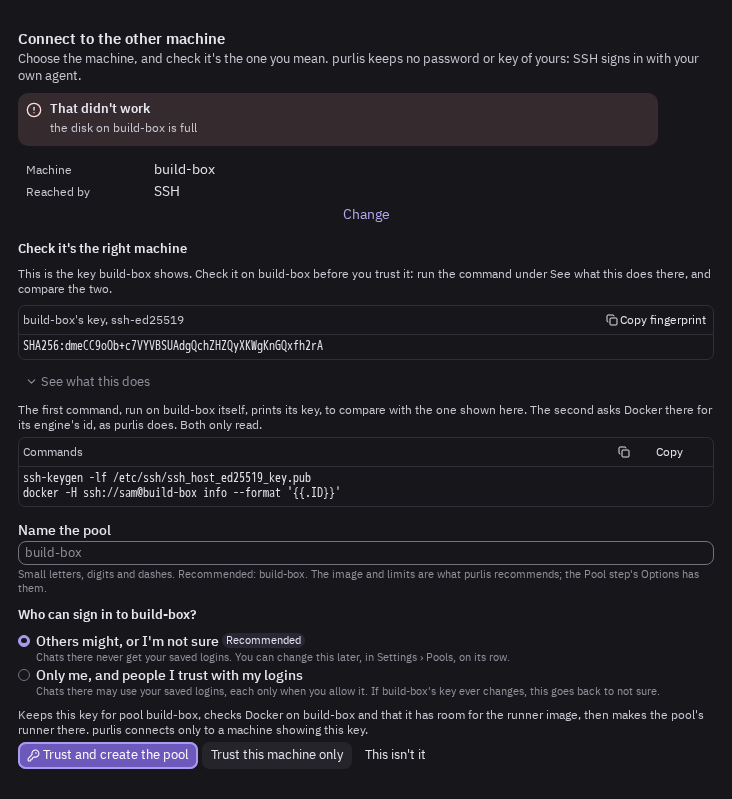 Connect to the other machine
Choose the machine, and check it's the one you mean. purlis keeps no password or key of yours: SSH signs in with your
own agent.
That didn't work
the disk on build-box is full
Machine build-box
Reached by SSH
Change
Check it's the right machine
This is the key build-box shows. Check it on build-box before you trust it: run the command under See what this does there, and
compare the two.
build-box's key, ssh-ed25519 Copy fingerprint
SHA256:dmeCC9oOb+c7VYVBSUAdgQchZHZQyXKWgKnGQxfh2rA
See what this does
The first command, run on build-box itself, prints its key, to compare with the one shown here. The second asks Docker there for
its engine's id, as purlis does. Both only read.
Commands Copy
ssh-keygen -lf /etc/ssh/ssh_host_ed25519_key.pub
docker -H ssh://sam@build-box info --format '{{.ID}}'
Name the pool
build-box
Small letters, digits and dashes. Recommended: build-box. The image and limits are what purlis recommends; the Pool step's Options has
them.
Who can sign in to build-box?
Others might, or I'm not sure Recommended
Chats there never get your saved logins. You can change this later, in Settings › Pools, on its row.
Only me, and people I trust with my logins
Chats there may use your saved logins, each only when you allow it. If build-box's key ever changes, this goes back to not sure.
Keeps this key for pool build-box, checks Docker on build-box and that it has room for the runner image, then makes the pool's
runner there. purlis connects only to a machine showing this key.
Trust and create the pool Trust this machine only This isn't it